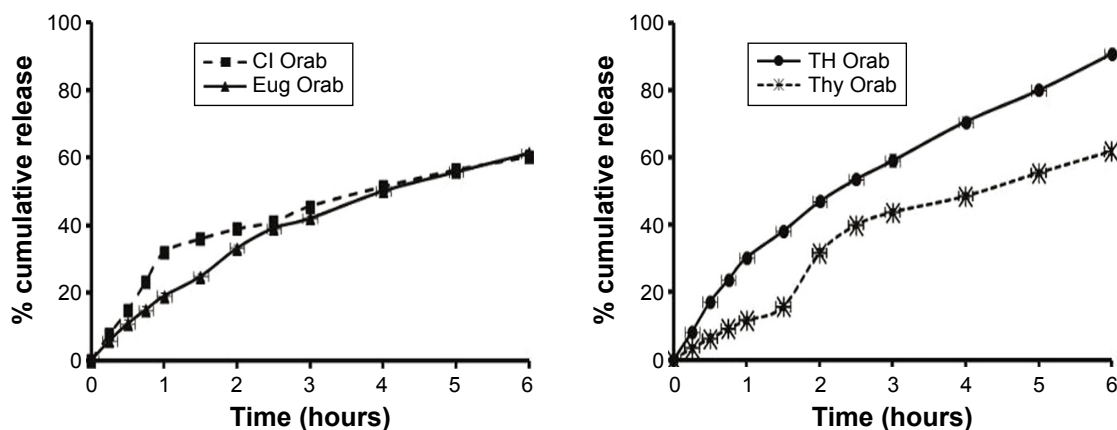 100
80
60
40
20
0
% cumulative release
CI Orab
Eug Orab
0 1 2 3 4 5 6
Time (hours)
100
80
60
40
20
0
% cumulative release
TH Orab
Thy Orab
0 1 2 3 4 5 6
Time (hours)